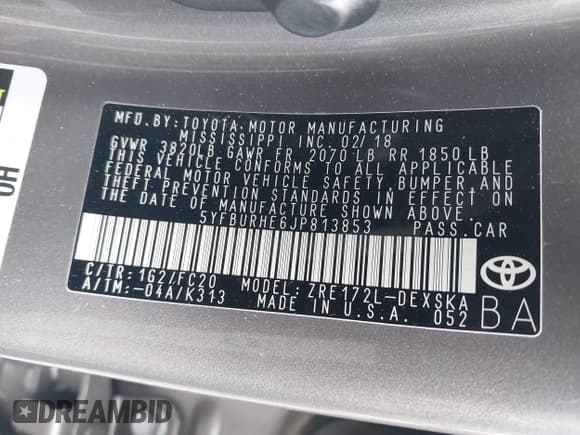 MFD.BY:TOYOTA MOTOR MANUFACTURING
MISSISSIPPI, INC. 02/18
GVWR 3820LB GAWR FR 2070 LB RR 1850 LB
THIS VEHICLE CONFORMS TO ALL APPLICABLE
FEDERAL MOTOR VEHICLE SAFETY, BUMPER, AND
THEFT PREVENTION STANDARDS IN EFFECT ON
THE DATE OF MANUFACTURE SHOWN ABOVE.
5YFBURHE6JP813853 PASS.CAR
C/TR:1G2/FC20 MODEL: ZRE172L-DEXSKA
A/TM:-04A/K313 MADE IN U.S.A. 052
BA
HO
DREAMBID